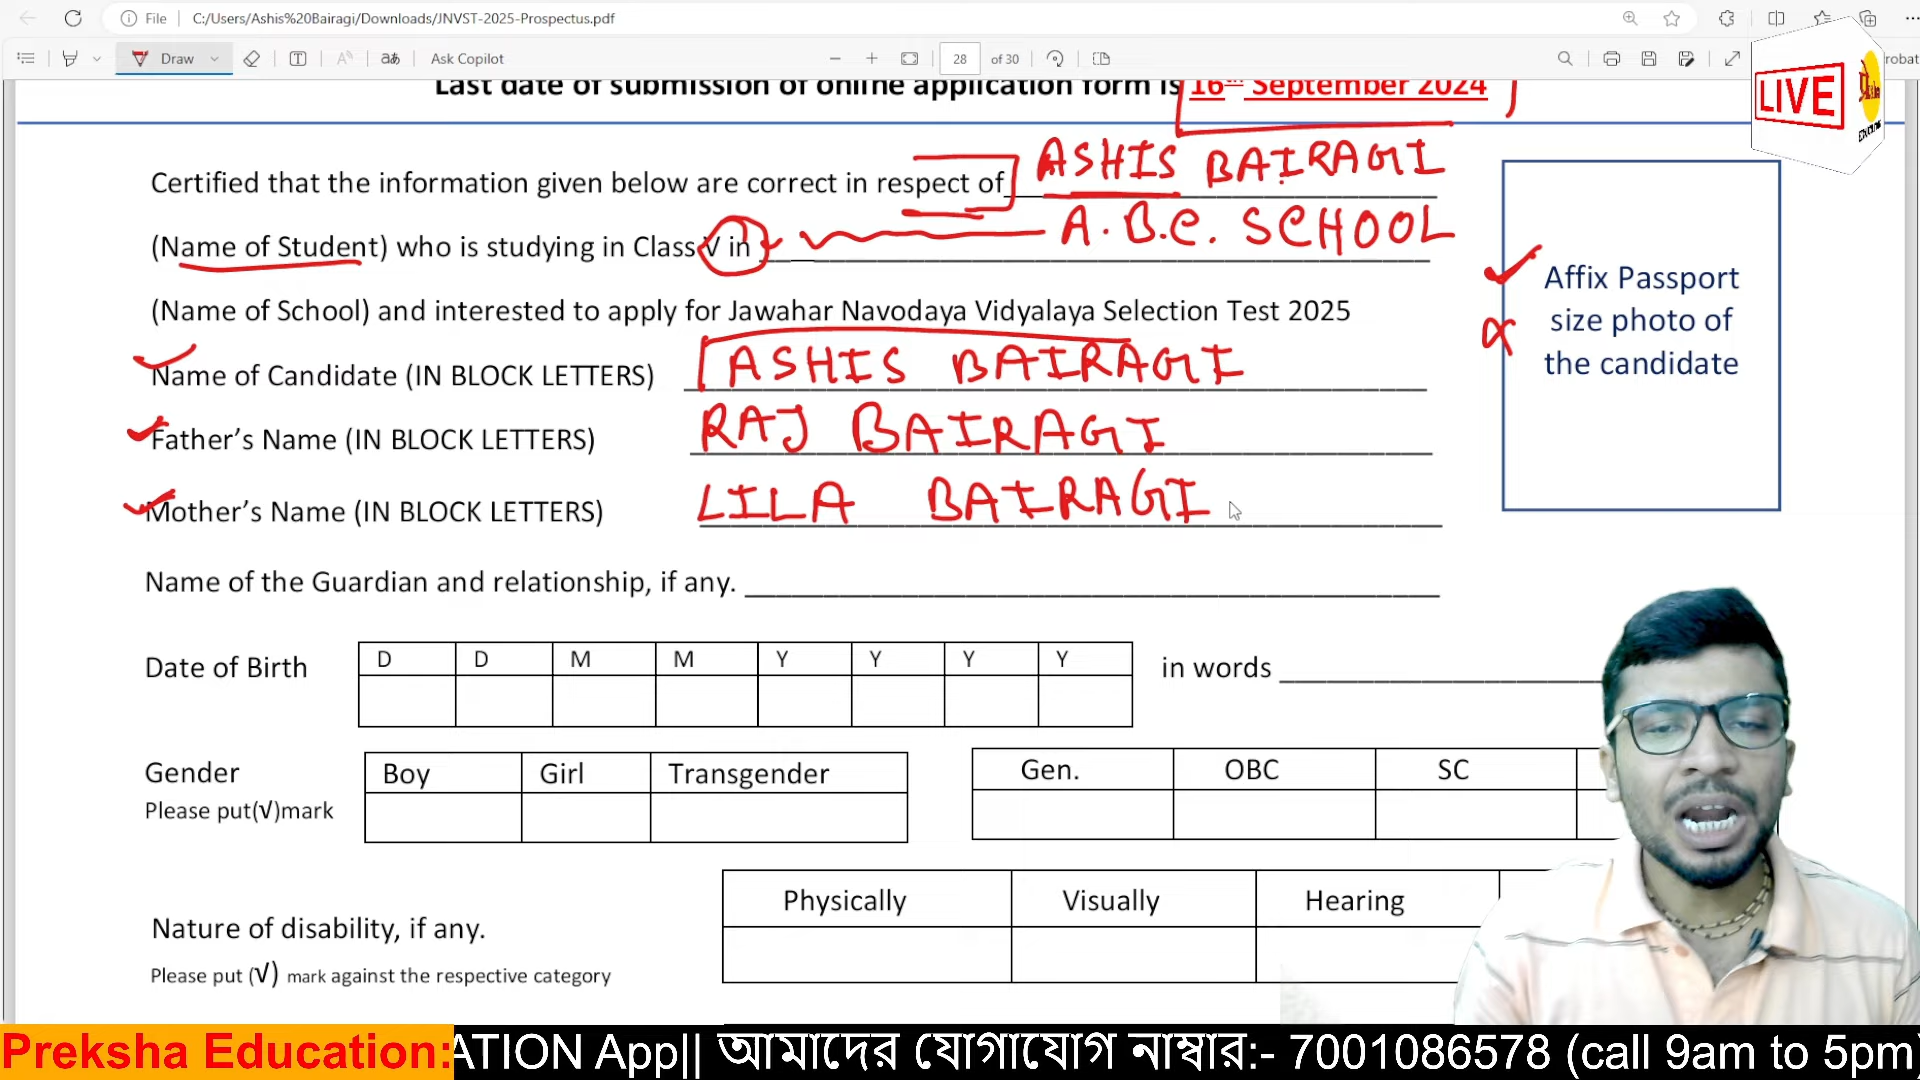 File C:/Users/Ashis%20Bairagi/Downloads/JNVST-2025-Prospectus.pdf
Draw Ask Copilot 28 of 30 robat
LIVE
Last date of submission of online application form is 16th September 2024
Certified that the information given below are correct in respect of ASHIS BAIRAGI
(Name of Student) who is studying in Class V in A.B.C. SCHOOL
(Name of School) and interested to apply for Jawahar Navodaya Vidyalaya Selection Test 2025
Affix Passport
size photo of
the candidate
Name of Candidate (IN BLOCK LETTERS) ASHIS BAIRAGI
Father's Name (IN BLOCK LETTERS) RAJ BAIRAGI
Mother's Name (IN BLOCK LETTERS) LILA BAIRAGI
Name of the Guardian and relationship, if any.
Date of Birth D D M M Y Y Y Y in words
Gender Boy Girl Transgender Gen. OBC SC
Please put(√)mark
Physically Visually Hearing
Nature of disability, if any.
Please put (√) mark against the respective category
Preksha Education: ATION App|| আমাদের যোগাযোগ নাম্বার:- 7001086578 (call 9am to 5pm)